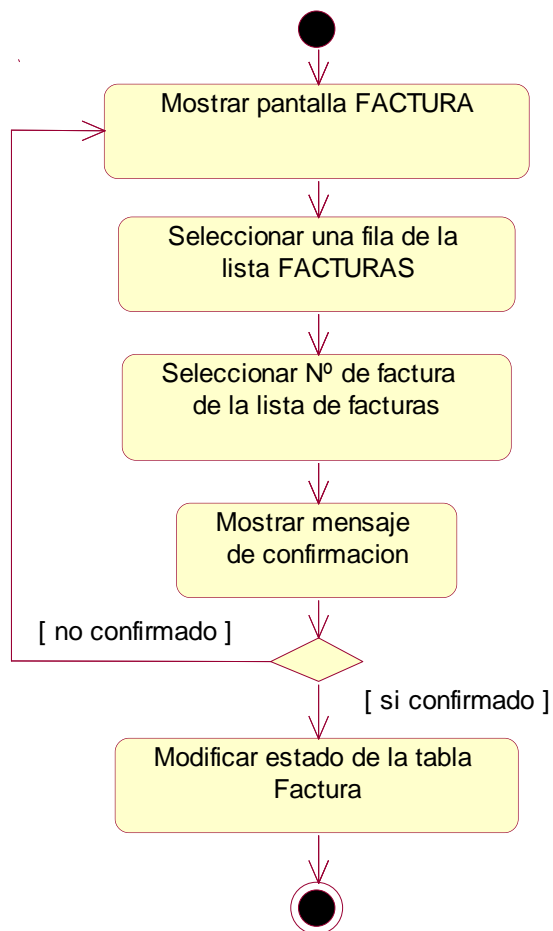 Mostrar pantalla FACTURA
Seleccionar una fila de la
lista FACTURAS
Seleccionar Nº de factura
de la lista de facturas
Mostrar mensaje
de confirmacion
[ no confirmado ]
[ si confirmado ]
Modificar estado de la tabla
Factura